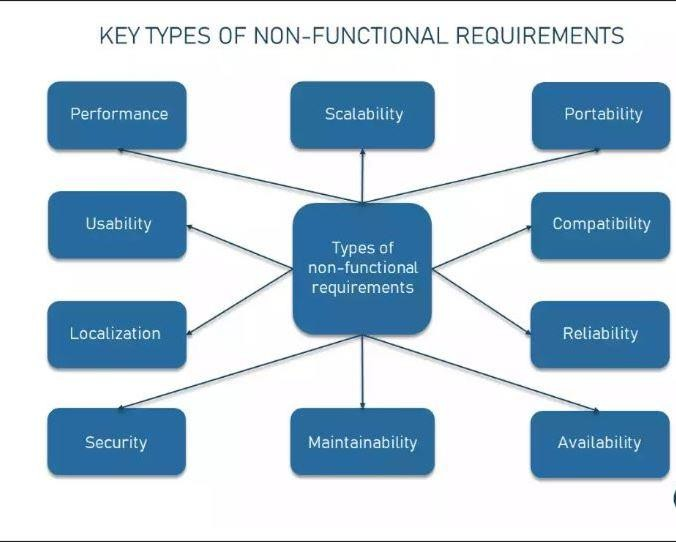 KEY TYPES OF NON-FUNCTIONAL REQUIREMENTS
Performance
Scalability
Portability
Usability
Compatibility
Types of
non-functional
requirements
Localization
Reliability
Security
Maintainability
Availability